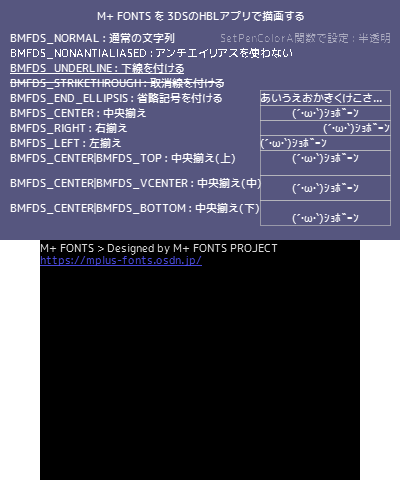 M+ FONTS を 3DSのHBLアプリで描画する
BMFDS_NORMAL : 通常の文字列 SetPenColorA関数で設定 : 半透明
BMFDS_NONANTIALIASED : アンチエイリアスを使わない
BMFDS_UNDERLINE : 下線を付ける
BMFDS_STRIKETHROUGH : 取消線を付ける
BMFDS_END_ELLIPSIS : 省略記号を付ける あいうえおかきくけこさ...
BMFDS_CENTER : 中央揃え (´･ω･`)ｼｮﾎﾞｰﾝ
BMFDS_RIGHT : 右揃え (´･ω･`)ｼｮﾎﾞｰﾝ
BMFDS_LEFT : 左揃え (´･ω･`)ｼｮﾎﾞｰﾝ
BMFDS_CENTER|BMFDS_TOP : 中央揃え(上) (´･ω･`)ｼｮﾎﾞｰﾝ
BMFDS_CENTER|BMFDS_VCENTER : 中央揃え(中) (´･ω･`)ｼｮﾎﾞｰﾝ
BMFDS_CENTER|BMFDS_BOTTOM : 中央揃え(下) (´･ω･`)ｼｮﾎﾞｰﾝ
M+ FONTS > Designed by M+ FONTS PROJECT
https://mplus-fonts.osdn.jp/